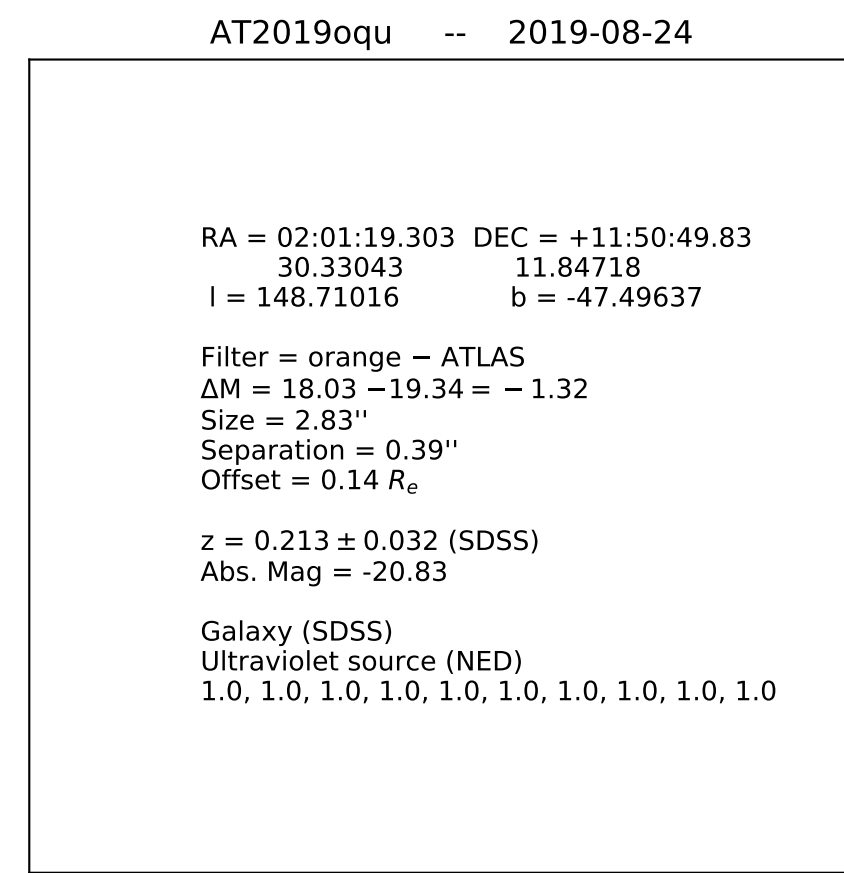 AT2019oqu -- 2019-08-24
RA = 02:01:19.303 DEC = +11:50:49.83
30.33043 11.84718
l = 148.71016 b = -47.49637
Filter = orange − ATLAS
ΔM = 18.03 −19.34 = − 1.32
Size = 2.83''
Separation = 0.39''
Offset = 0.14 Re
z = 0.213 ± 0.032 (SDSS)
Abs. Mag = -20.83
Galaxy (SDSS)
Ultraviolet source (NED)
1.0, 1.0, 1.0, 1.0, 1.0, 1.0, 1.0, 1.0, 1.0, 1.0